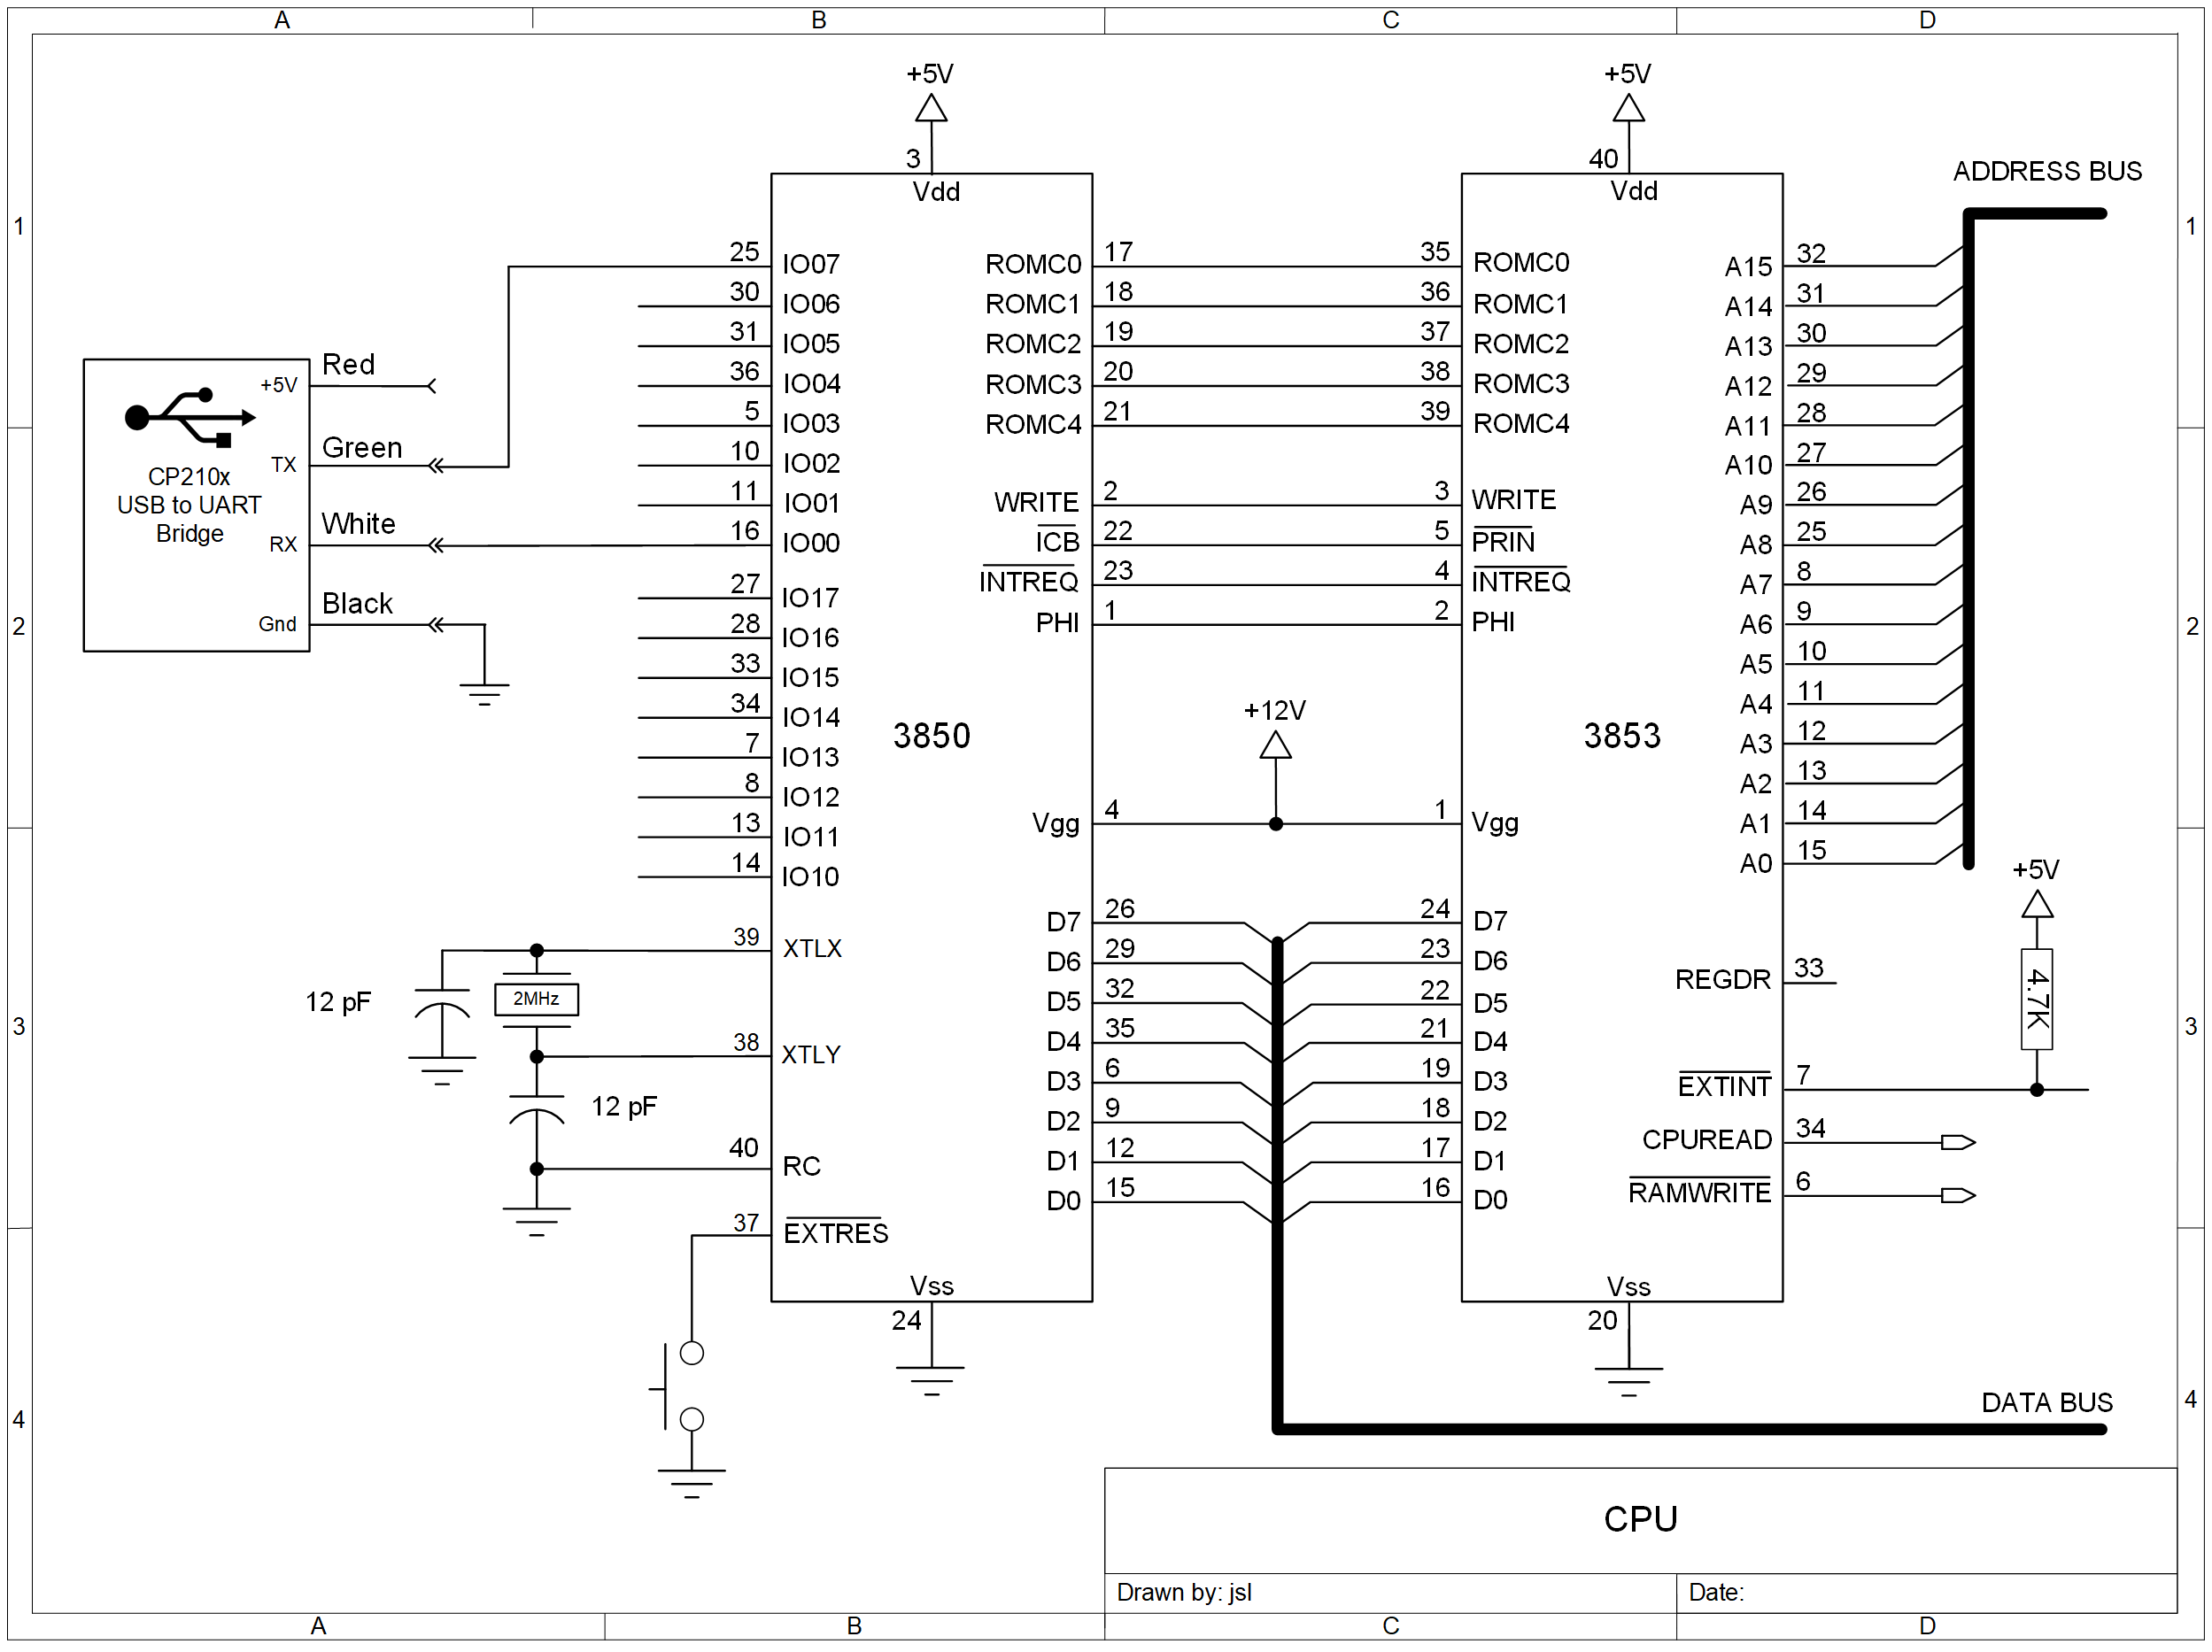 A B C D
+5V +5V
3 40
Vdd Vdd
ADDRESS BUS
1 1
25 IO07 ROMC0 17 35 ROMC0 A15 32
30 IO06 ROMC1 18 36 ROMC1 A14 31
31 IO05 ROMC2 19 37 ROMC2 A13 30
36 IO04 ROMC3 20 38 ROMC3 A12 29
5 IO03 ROMC4 21 39 ROMC4 A11 28
10 IO02 A10 27
11 IO01 WRITE 2 3 WRITE A9 26
16 IO00 ICB 22 5 PRIN A8 25
27 IO17 INTREQ 23 4 INTREQ A7 8
28 IO16 PHI 1 2 PHI A6 9
33 IO15 A5 10
34 IO14 A4 11
7 IO13 A3 12
8 IO12 A2 13
13 IO11 Vgg 4 1 Vgg A1 14
14 IO10 A0 15
Red
+5V
Green
TX
CP210x
USB to UART
Bridge
White
RX
Black
Gnd
2 2
+12V
3850 3853
+5V
4.7K
D7 26 24 D7
D6 29 23 D6
D5 32 22 D5
D4 35 21 D4
D3 6 19 D3
D2 9 18 D2
D1 12 17 D1
D0 15 16 D0
39 XTLX
12 pF 2MHz
38 XTLY
12 pF
40 RC
37 EXTRES
REGDR 33
EXTINT 7
CPUREAD 34
RAMWRITE 6
3 3
Vss Vss
24 20
4 4
DATA BUS
CPU
Drawn by: jsl Date:
A B C D